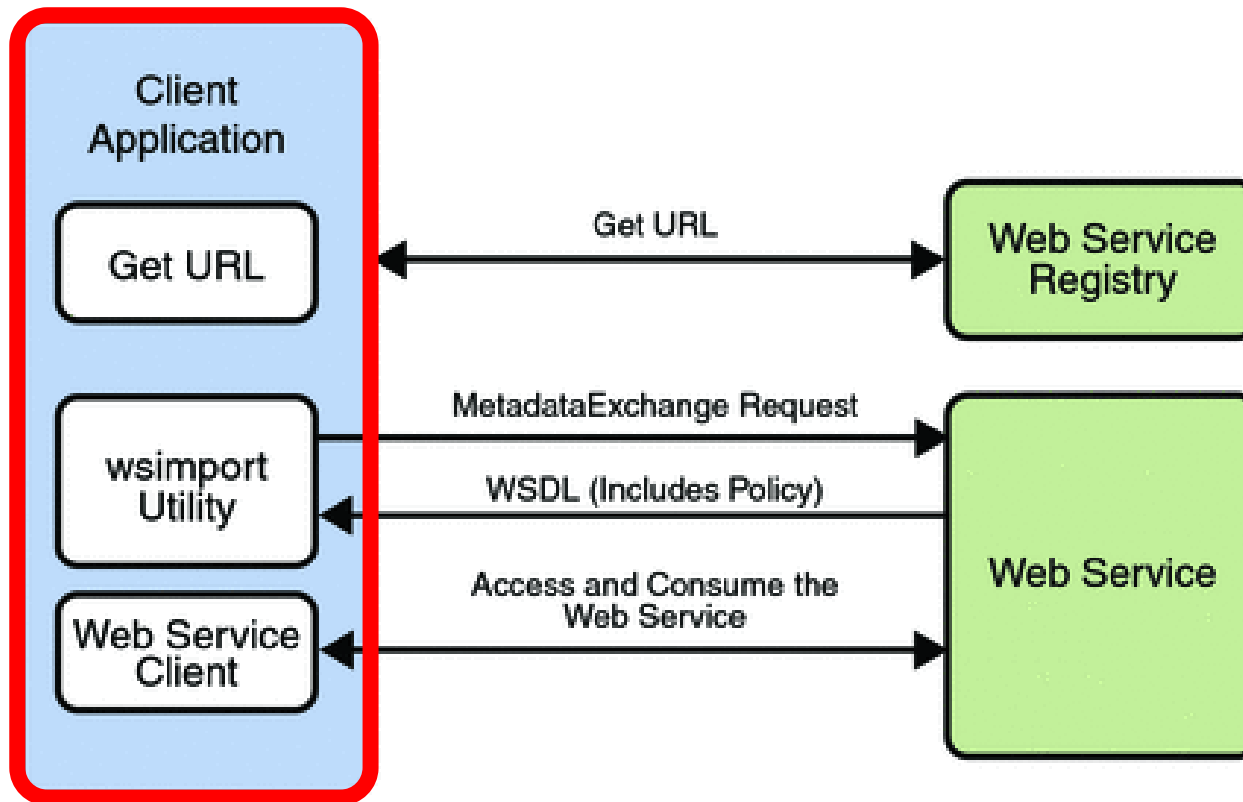 Client
Application
Get URL
Get URL
Web Service
Registry
wsimport
Utility
MetadataExchange Request
WSDL (Includes Policy)
Web Service
Access and Consume the
Web Service
Web Service
Client